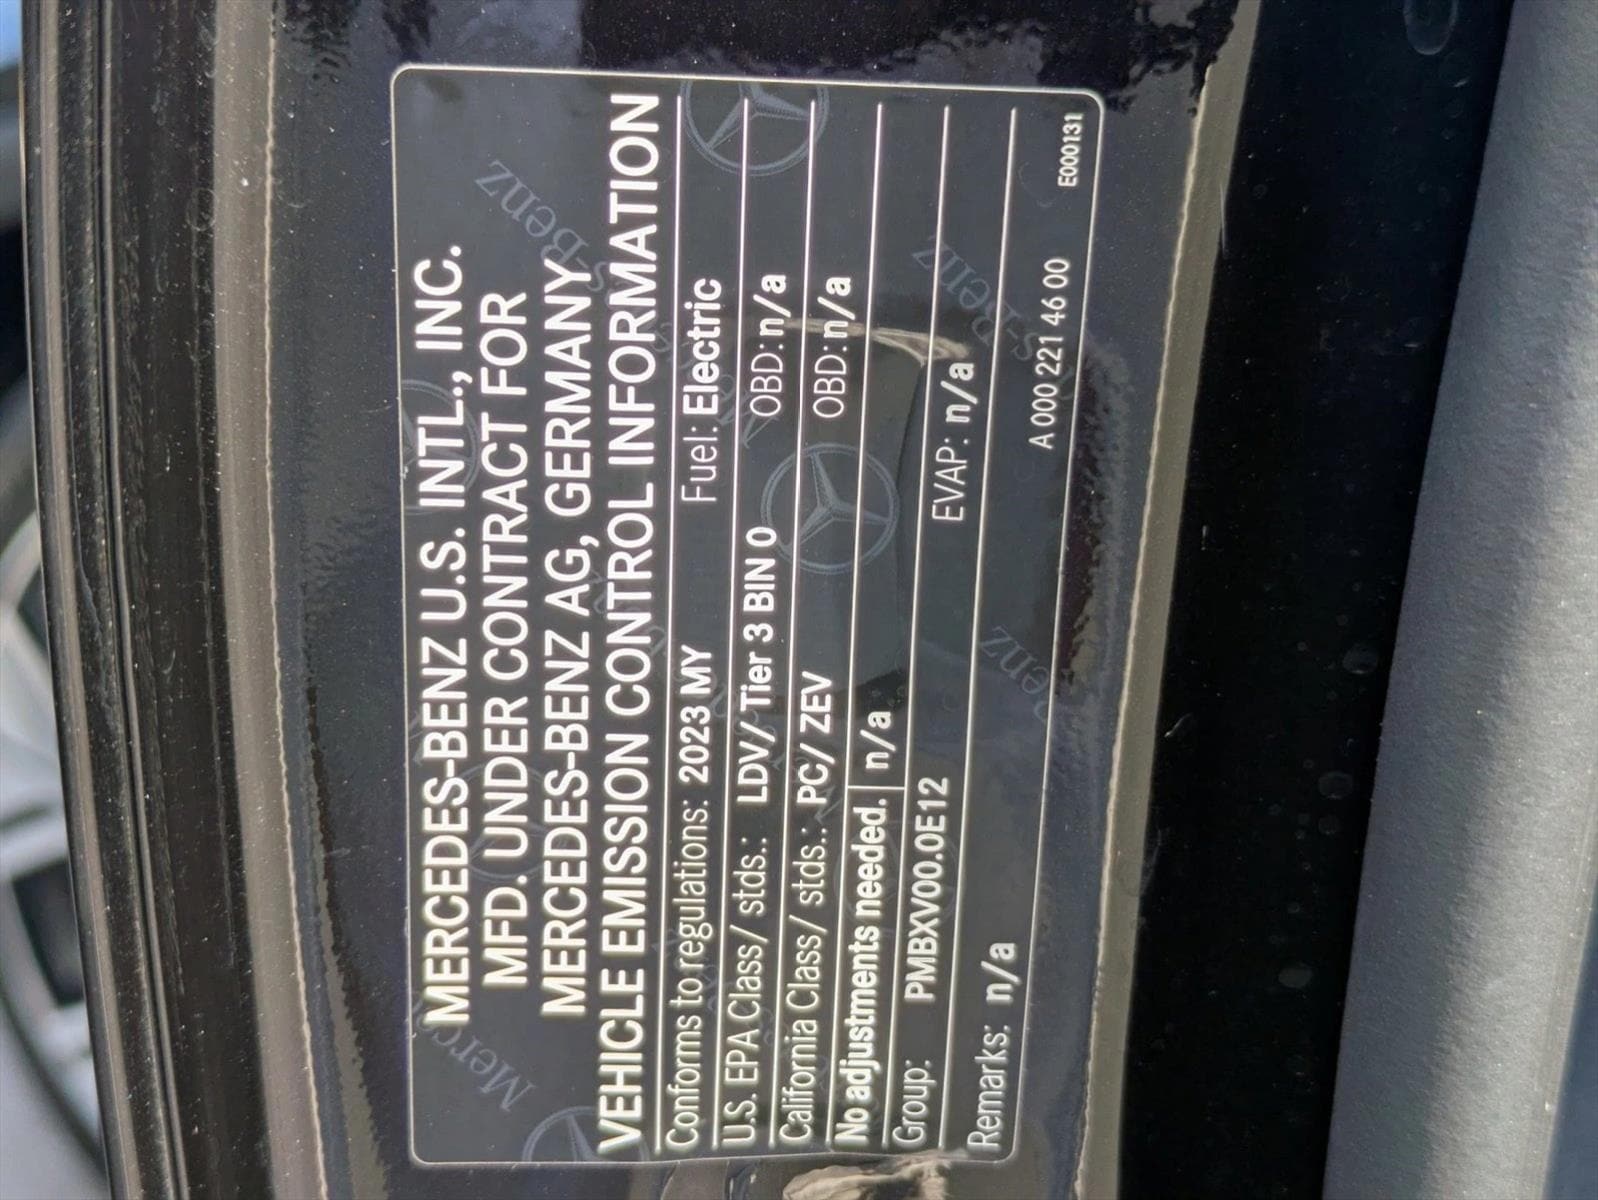 MERCEDES-BENZ U.S. INTL., INC.
MFD. UNDER CONTRACT FOR
MERCEDES-BENZ AG, GERMANY
VEHICLE EMISSION CONTROL INFORMATION
Conforms to regulations: 2023 MY Fuel: Electric
U.S. EPA Class/ stds.: LDV/ Tier 3 BIN 0 OBD: n/a
California Class/ stds.: PC/ ZEV OBD: n/a
No adjustments needed. n/a
Group: PMBXV00.0E12 EVAP: n/a
Remarks: n/a
A 000 221 46 00 E000131